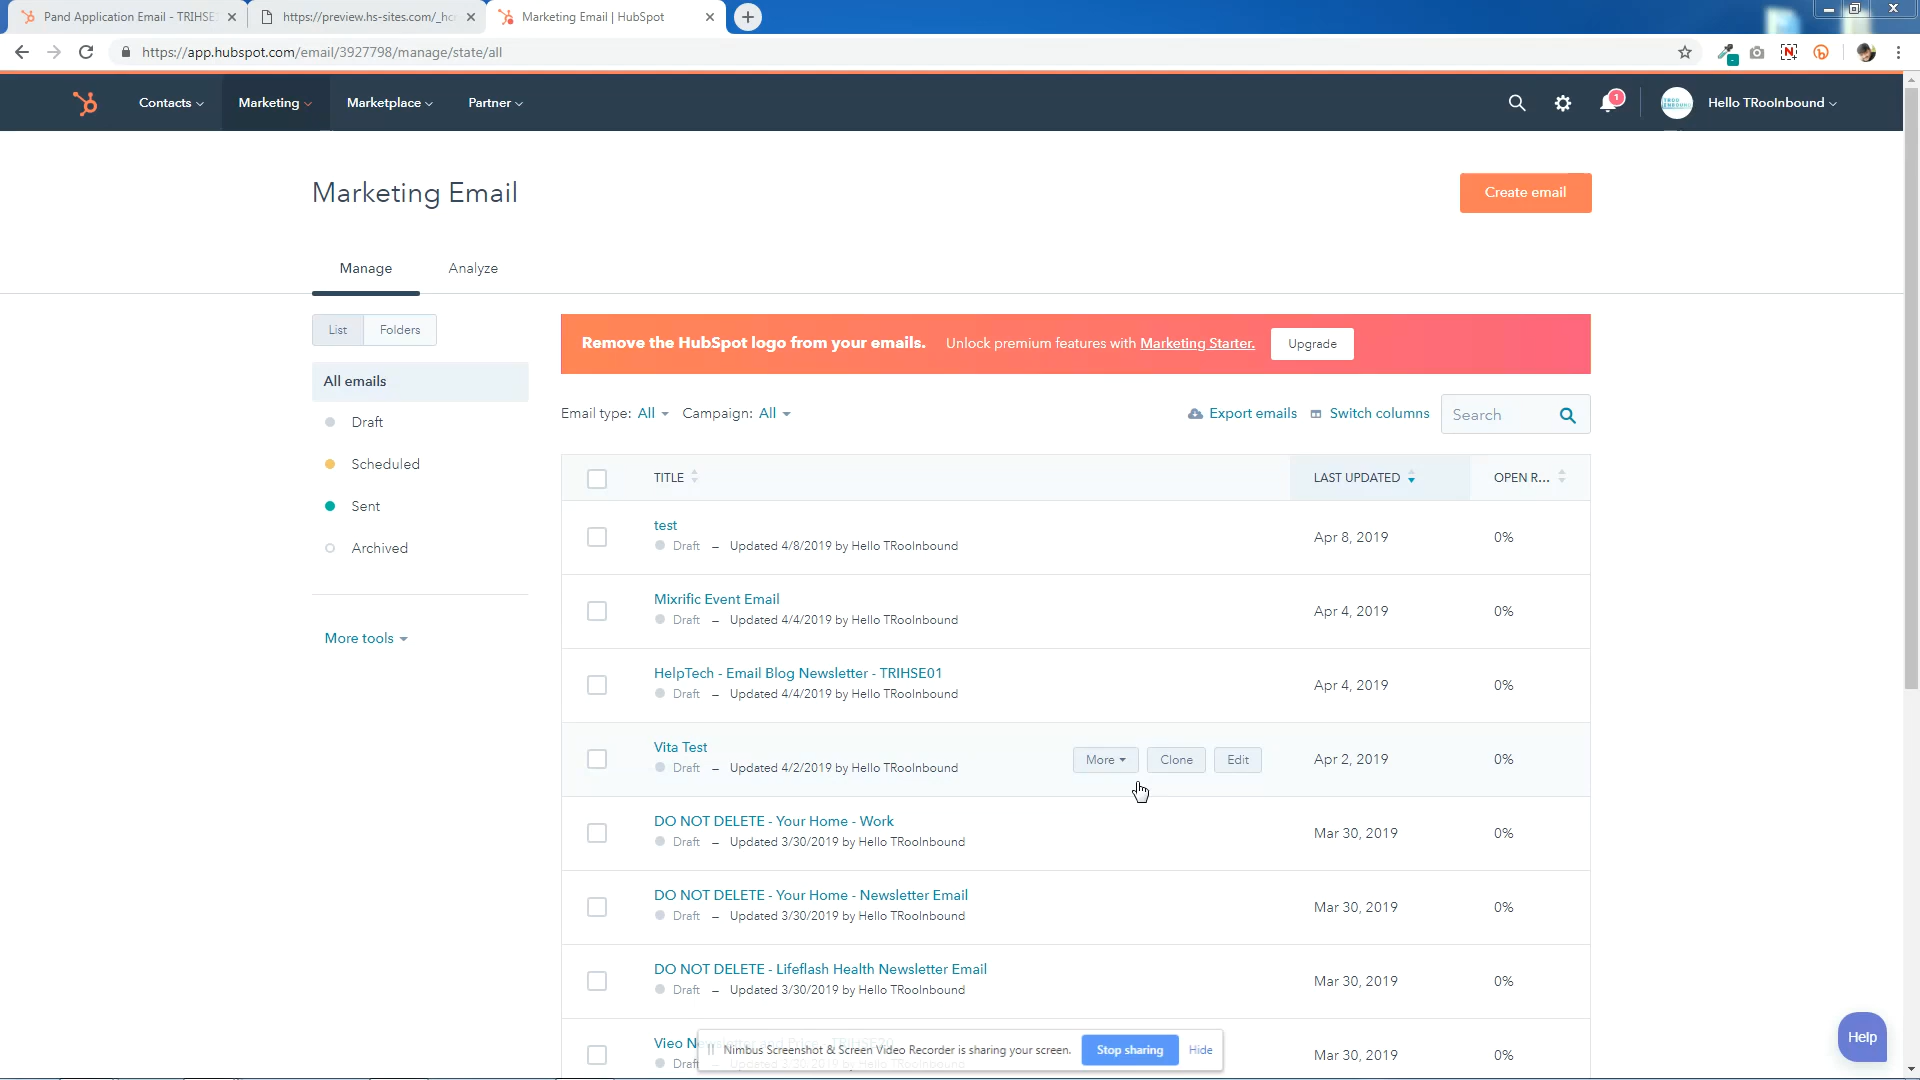 Pand Application Email - TRIHSE
https://preview.hs-sites.com/_hc
Marketing Email | HubSpot
https://app.hubspot.com/email/3927798/manage/state/all
Contacts
Marketing
Marketplace
Partner
1
Hello TRooInbound
Marketing Email
Create email
Manage
Analyze
List
Folders
Remove the HubSpot logo from your emails. Unlock premium features with Marketing Starter.
Upgrade
All emails
Draft
Scheduled
Sent
Archived
More tools
Email type: All
Campaign: All
Export emails
Switch columns
Search
TITLE
LAST UPDATED
OPEN R...
test
Draft – Updated 4/8/2019 by Hello TRooInbound
Apr 8, 2019
0%
Mixrific Event Email
Draft – Updated 4/4/2019 by Hello TRooInbound
Apr 4, 2019
0%
HelpTech - Email Blog Newsletter - TRIHSE01
Draft – Updated 4/4/2019 by Hello TRooInbound
Apr 4, 2019
0%
Vita Test
Draft – Updated 4/2/2019 by Hello TRooInbound
More
Clone
Edit
Apr 2, 2019
0%
DO NOT DELETE - Your Home - Work
Draft – Updated 3/30/2019 by Hello TRooInbound
Mar 30, 2019
0%
DO NOT DELETE - Your Home - Newsletter Email
Draft – Updated 3/30/2019 by Hello TRooInbound
Mar 30, 2019
0%
DO NOT DELETE - Lifeflash Health Newsletter Email
Draft – Updated 3/30/2019 by Hello TRooInbound
Mar 30, 2019
0%
Vieo
Draft
Mar 30, 2019
0%
Nimbus Screenshot & Screen Video Recorder is sharing your screen.
Stop sharing
Hide
Help